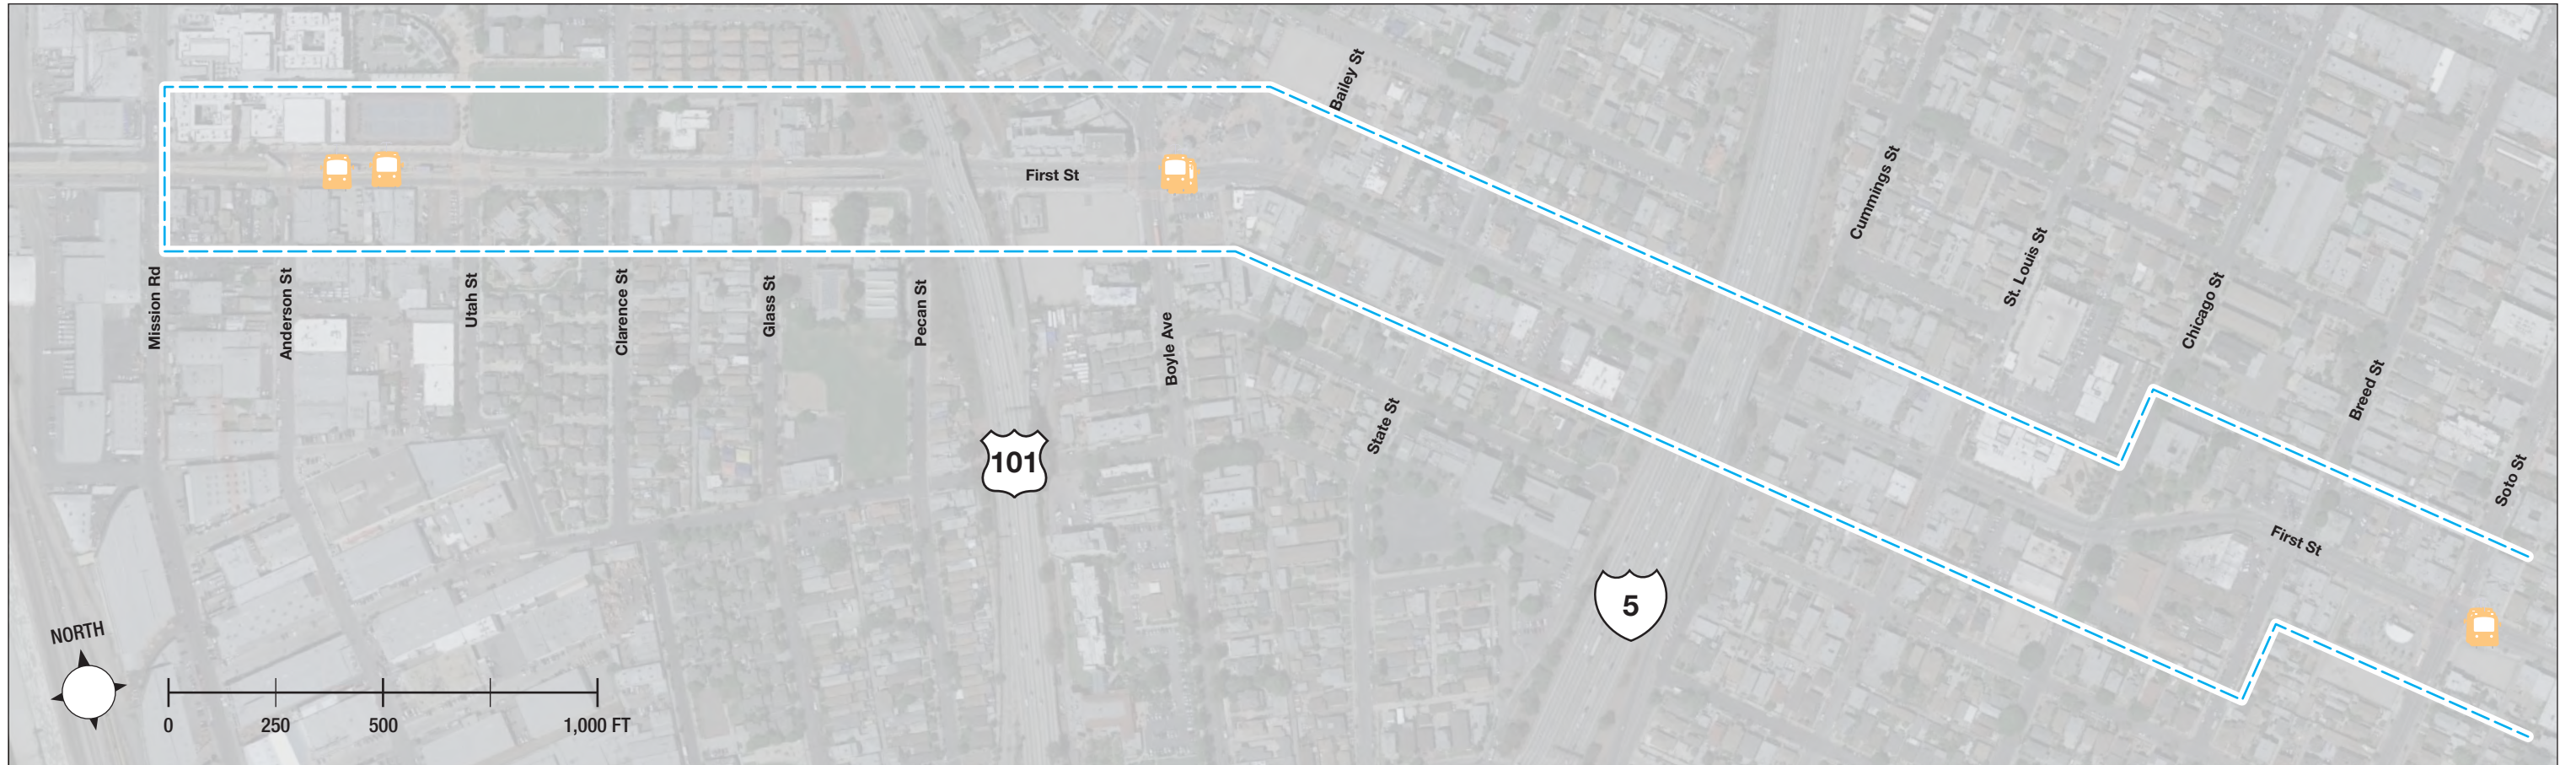 Bailey St
Cummings St
First St
St. Louis St
Mission Rd
Anderson St
Utah St
Clarence St
Glass St
Pecan St
Boyle Ave
Chicago St
State St
Breed St
101
Soto St
First St
5
NORTH
0 250 500 1,000 FT